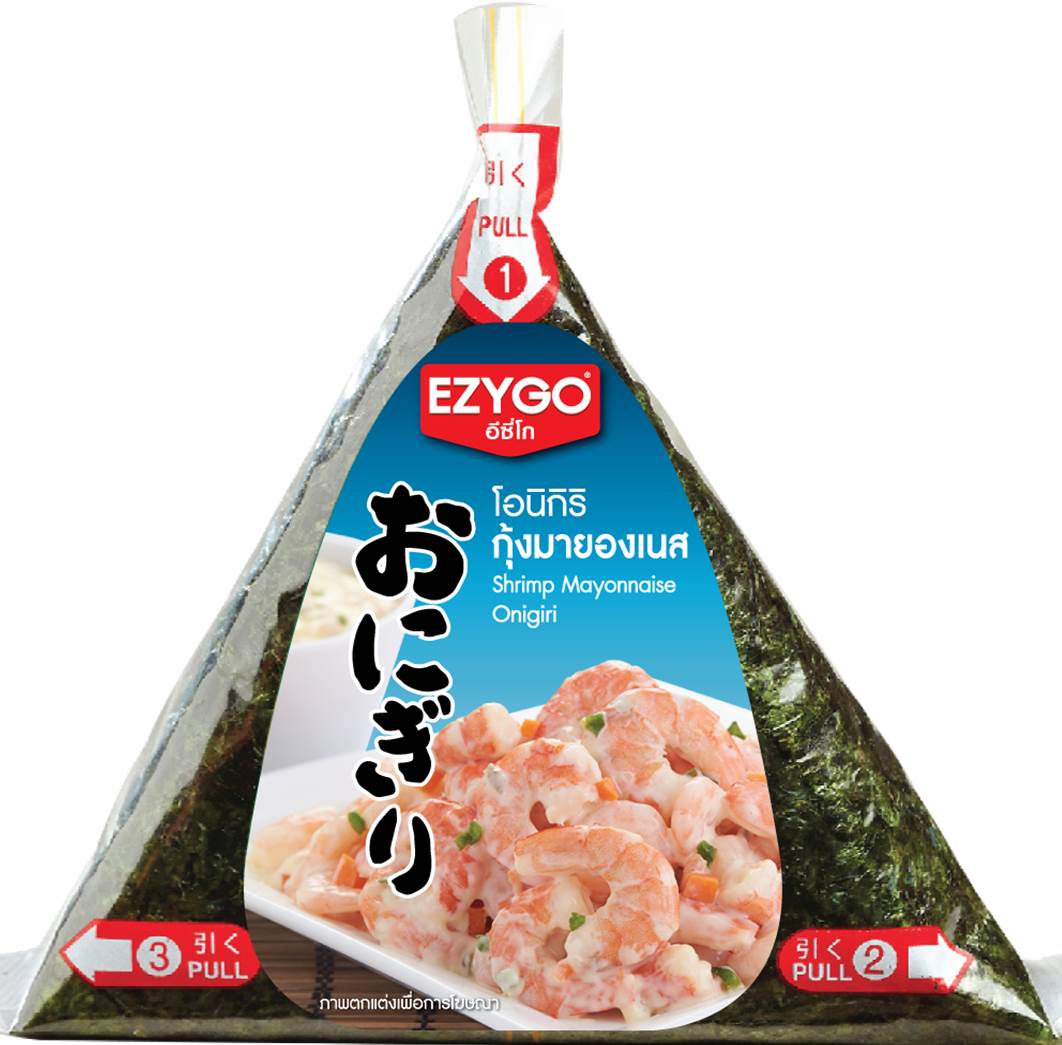 引く
PULL
1
EZYGO®
อีซี่โก
おにぎり
โอนิกิริ
กุ้งมายองเนส
Shrimp Mayonnaise
Onigiri
3 引く
PULL
引く
PULL 2
ภาพตกแต่งเพื่อการโฆษณา